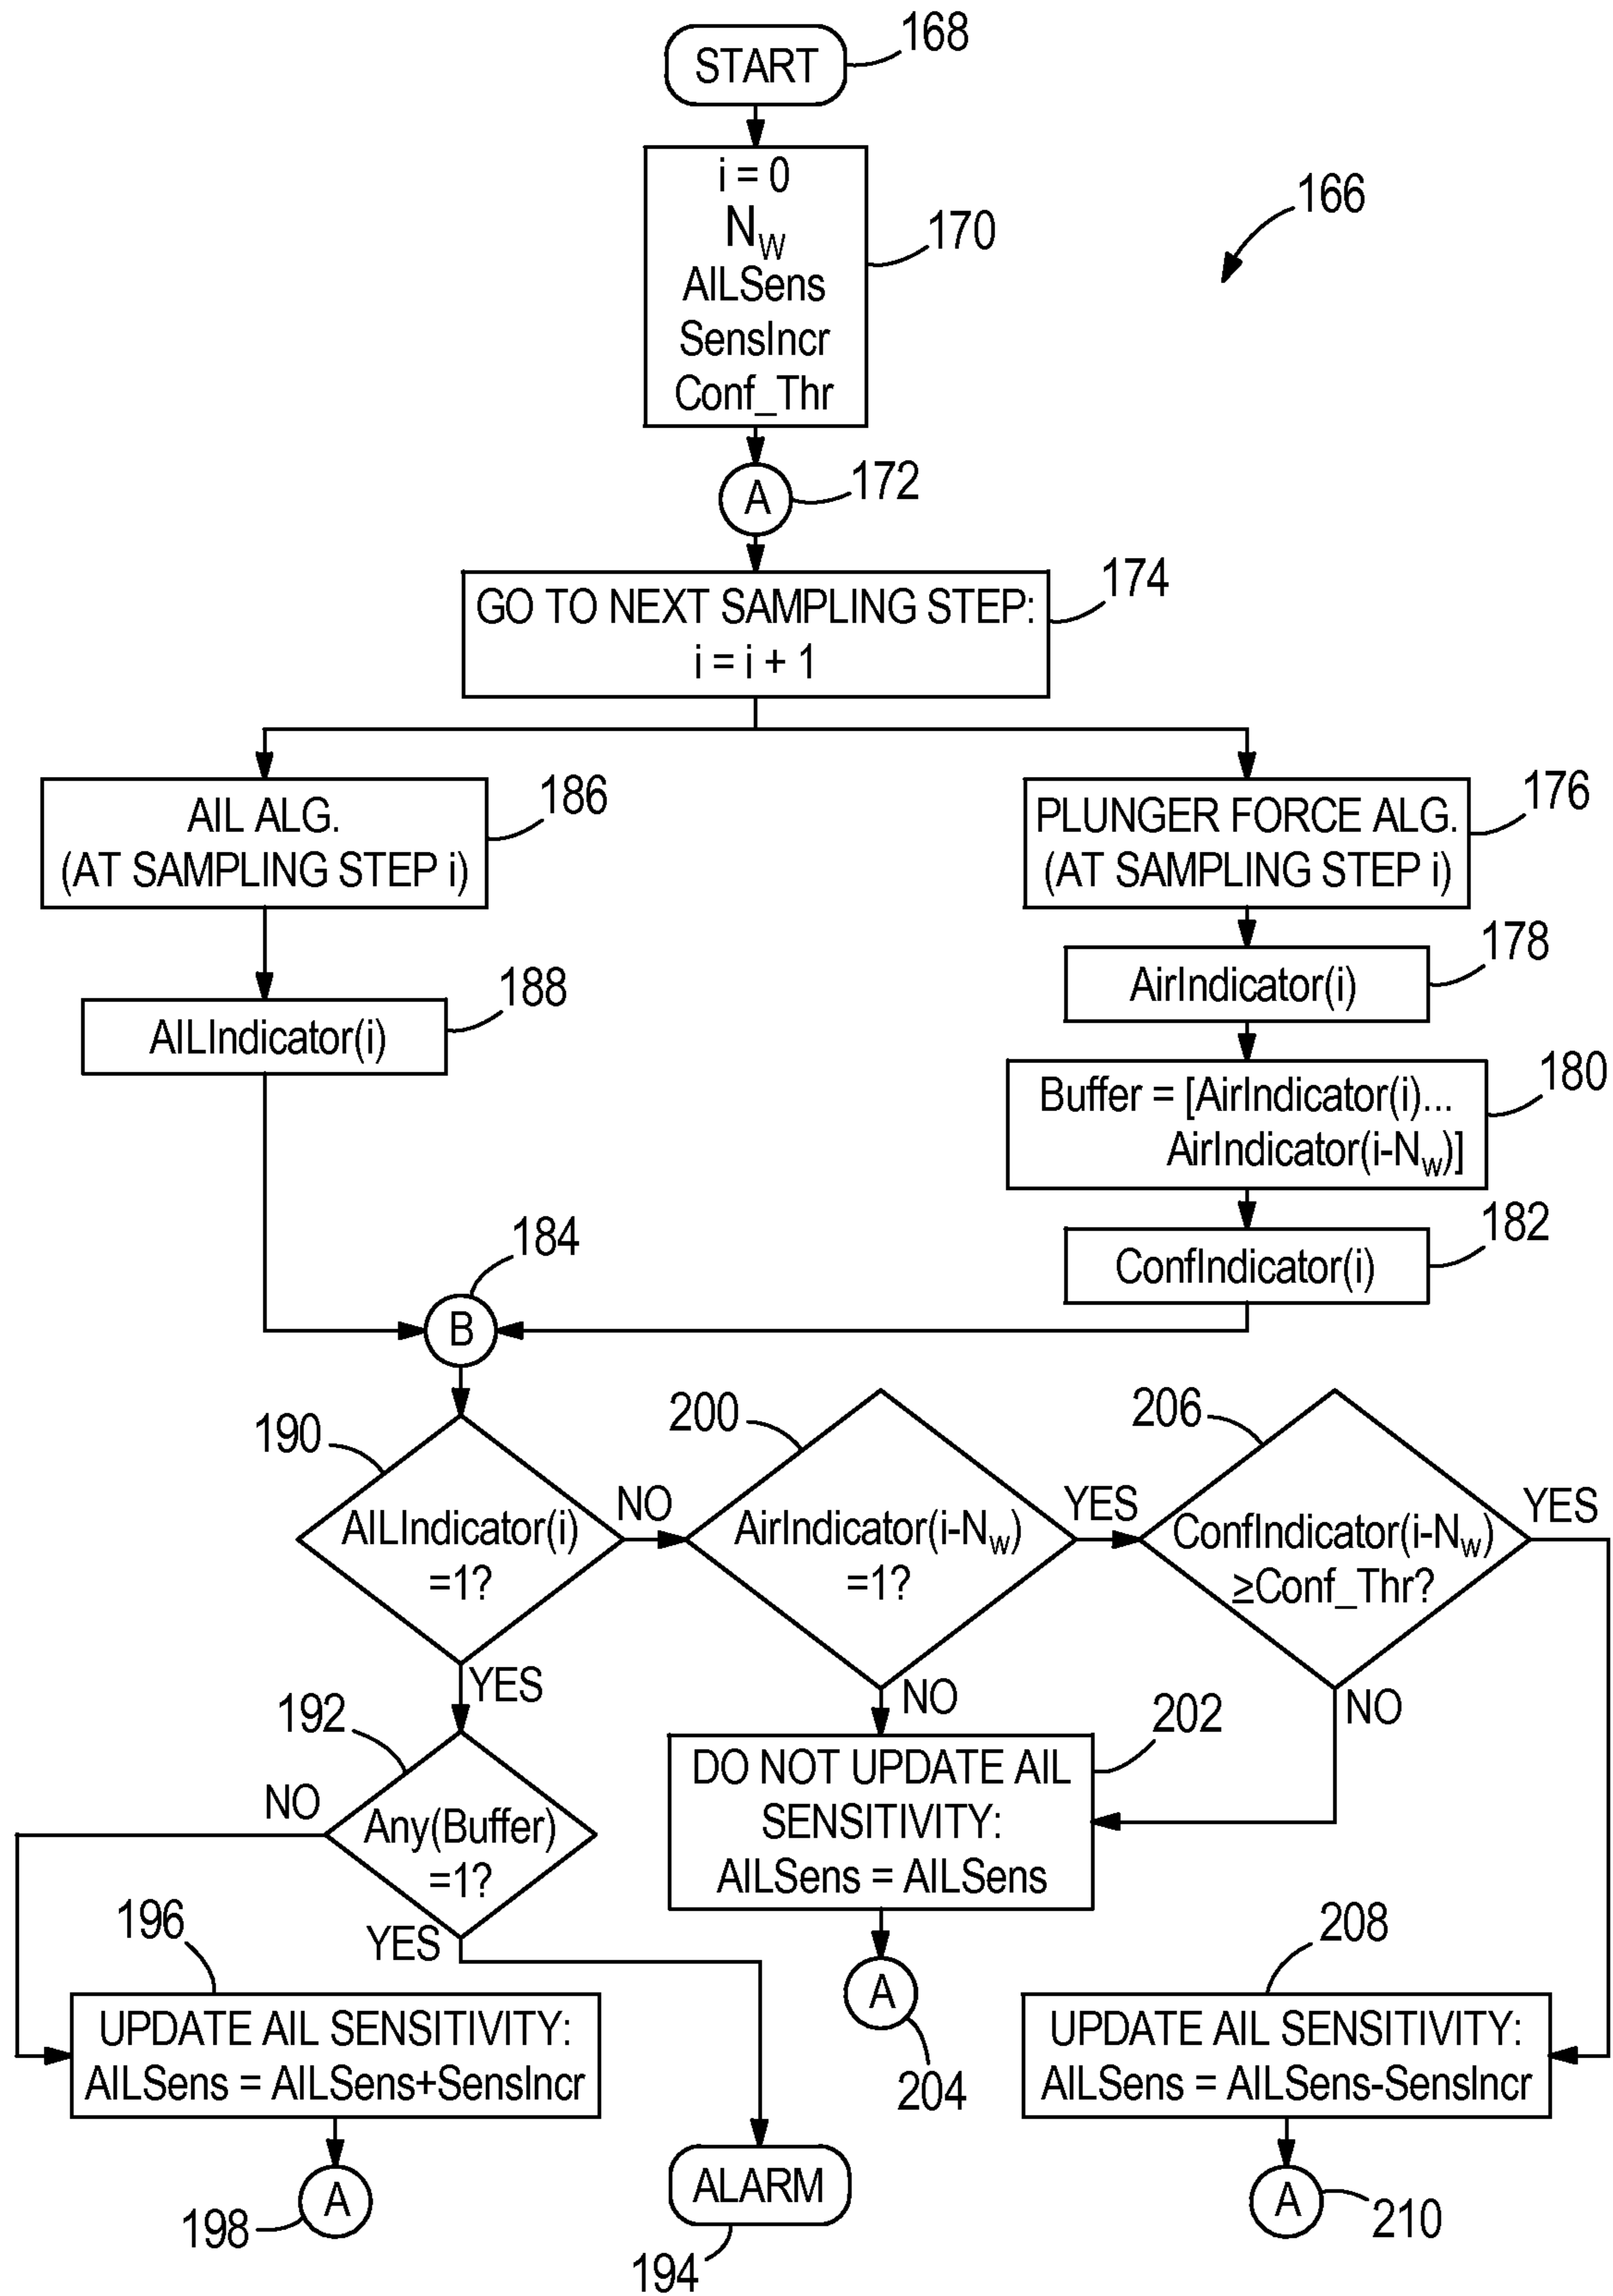 START
168
i = 0
NW
AILSens
SensIncr
Conf_Thr
170
166
A
172
GO TO NEXT SAMPLING STEP:
i = i + 1
174
AIL ALG.
(AT SAMPLING STEP i)
186
PLUNGER FORCE ALG.
(AT SAMPLING STEP i)
176
AILIndicator(i)
188
AirIndicator(i)
178
Buffer = [AirIndicator(i)...
AirIndicator(i-NW)]
180
ConfIndicator(i)
182
B
184
190
AILIndicator(i)
=1?
NO
YES
200
AirIndicator(i-NW)
=1?
YES
NO
206
ConfIndicator(i-NW)
≥Conf_Thr?
YES
NO
192
Any(Buffer)
=1?
NO
YES
202
DO NOT UPDATE AIL
SENSITIVITY:
AILSens = AILSens
A
204
196
UPDATE AIL SENSITIVITY:
AILSens = AILSens+SensIncr
A
198
ALARM
194
208
UPDATE AIL SENSITIVITY:
AILSens = AILSens-SensIncr
A
210